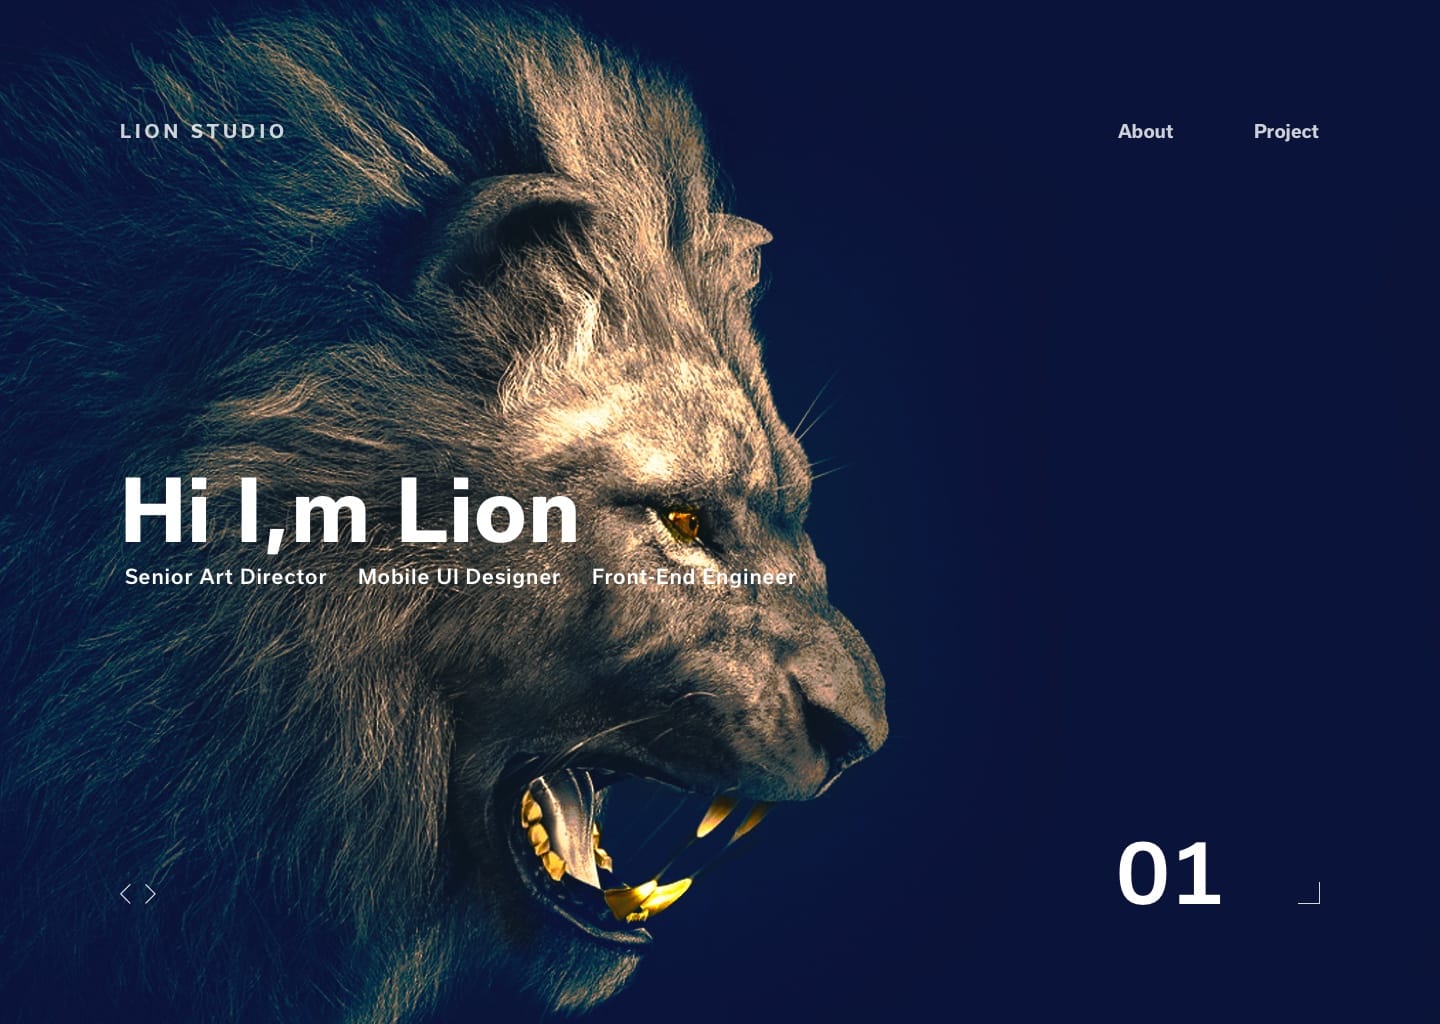 LION STUDIO
About
Project
Hi I,m Lion
Senior Art Director Mobile UI Designer Front-End Engineer
01